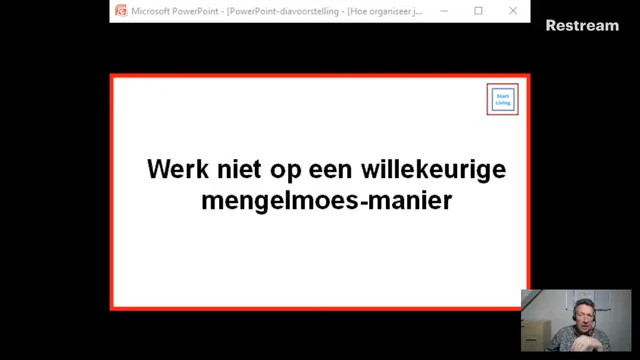 Microsoft PowerPoint - [PowerPoint-diavoorstelling - [Hoe organiseer j...
Restream
Start
Living
Werk niet op een willekeurige
mengelmoes-manier